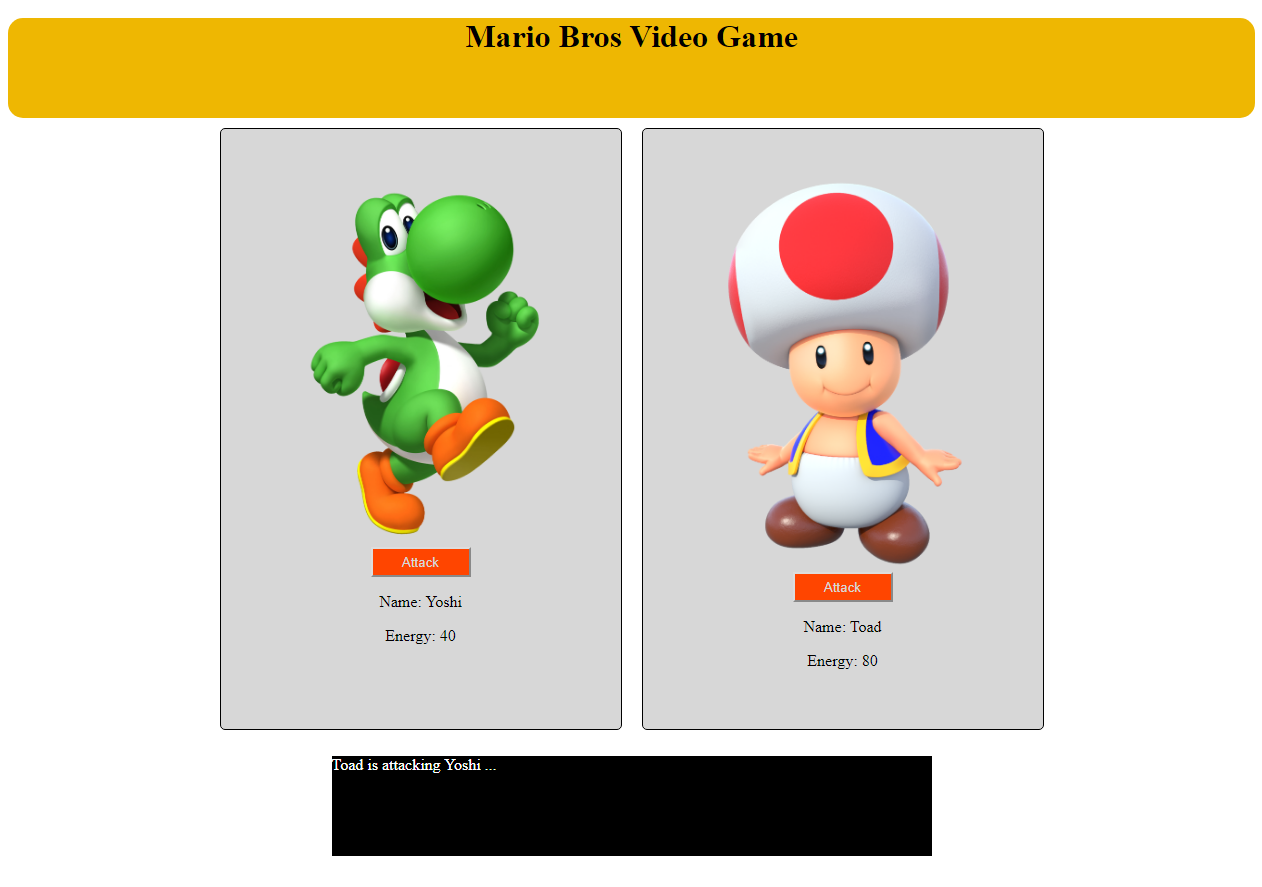 Mario Bros Video Game
Attack
Name: Yoshi
Energy: 40
Attack
Name: Toad
Energy: 80
Toad is attacking Yoshi ...